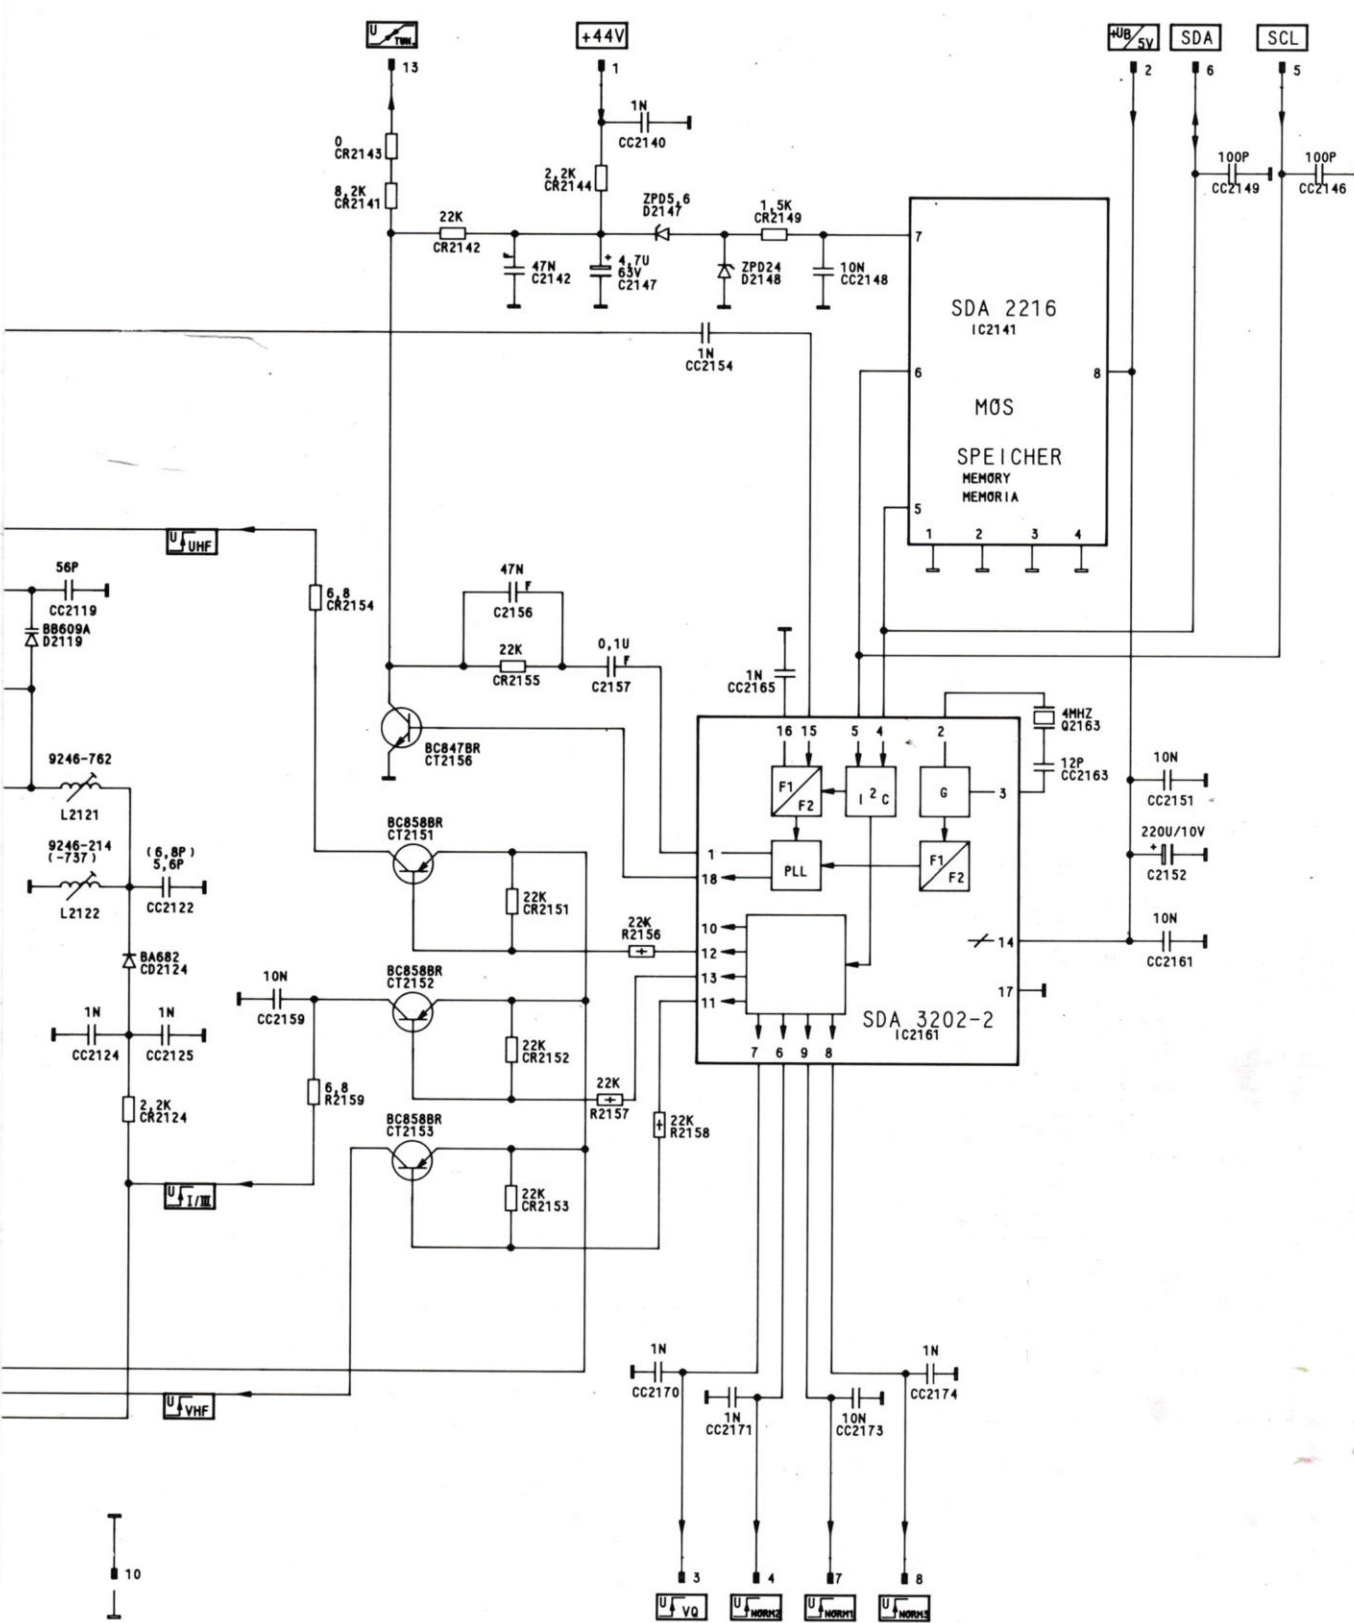 U TUN.
+44V
+UB/5V
SDA
SCL
13
1
2
6
5
1N
CC2140
0
CR2143
8,2K
CR2141
2,2K
CR2144
100P
CC2149
100P
CC2146
22K
CR2142
ZPD5,6
D2147
1,5K
CR2149
7
47N
C2142
+ 4,7U
63V
C2147
ZPD24
D2148
10N
CC2148
SDA 2216
IC2141
1N
CC2154
6
8
MOS
SPEICHER
MEMORY
MEMORIA
5
1 2 3 4
U UHF
56P
CC2119
BB609A
D2119
6,8
CR2154
47N
F
C2156
22K
CR2155
0,1U
F
C2157
1N
CC2165
BC847BR
CT2156
16 15 5 4 2
4MHZ
Q2163
12P
CC2163
9246-762
L2121
F1
F2
I²C
G
3
10N
CC2151
BC858BR
CT2151
9246-214
(-737)
L2122
(6,8P)
5,6P
CC2122
1
18
PLL
F1
F2
220U/10V
+
C2152
22K
CR2151
22K
R2156
10
12
13
11
14
10N
CC2161
BA682
CD2124
10N
CC2159
BC858BR
CT2152
17
1N
CC2124
1N
CC2125
22K
CR2152
SDA 3202-2
IC2161
7 6 9 8
2,2K
CR2124
6,8
R2159
22K
R2157
22K
R2158
BC858BR
CT2153
U I/III
22K
CR2153
1N
CC2170
1N
CC2171
10N
CC2173
1N
CC2174
U VHF
10
3
4
7
8
U VQ
U NORM2
U NORM1
U NORM3